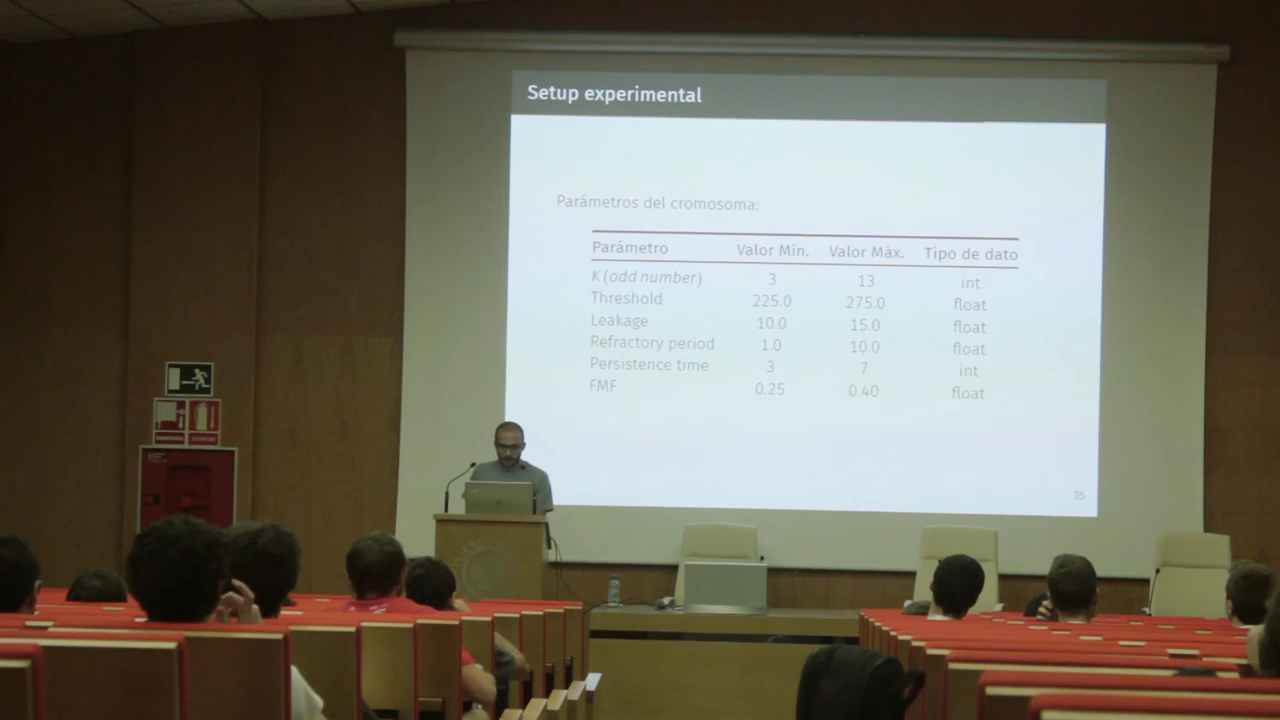 Setup experimental
Parámetros del cromosoma:
Parámetro Valor Min. Valor Máx. Tipo de dato
K (odd number) 3 13 int
Threshold 225.0 275.0 float
Leakage 10.0 15.0 float
Refractory period 1.0 10.0 float
Persistence time 3 7 int
FMF 0.25 0.40 float
35